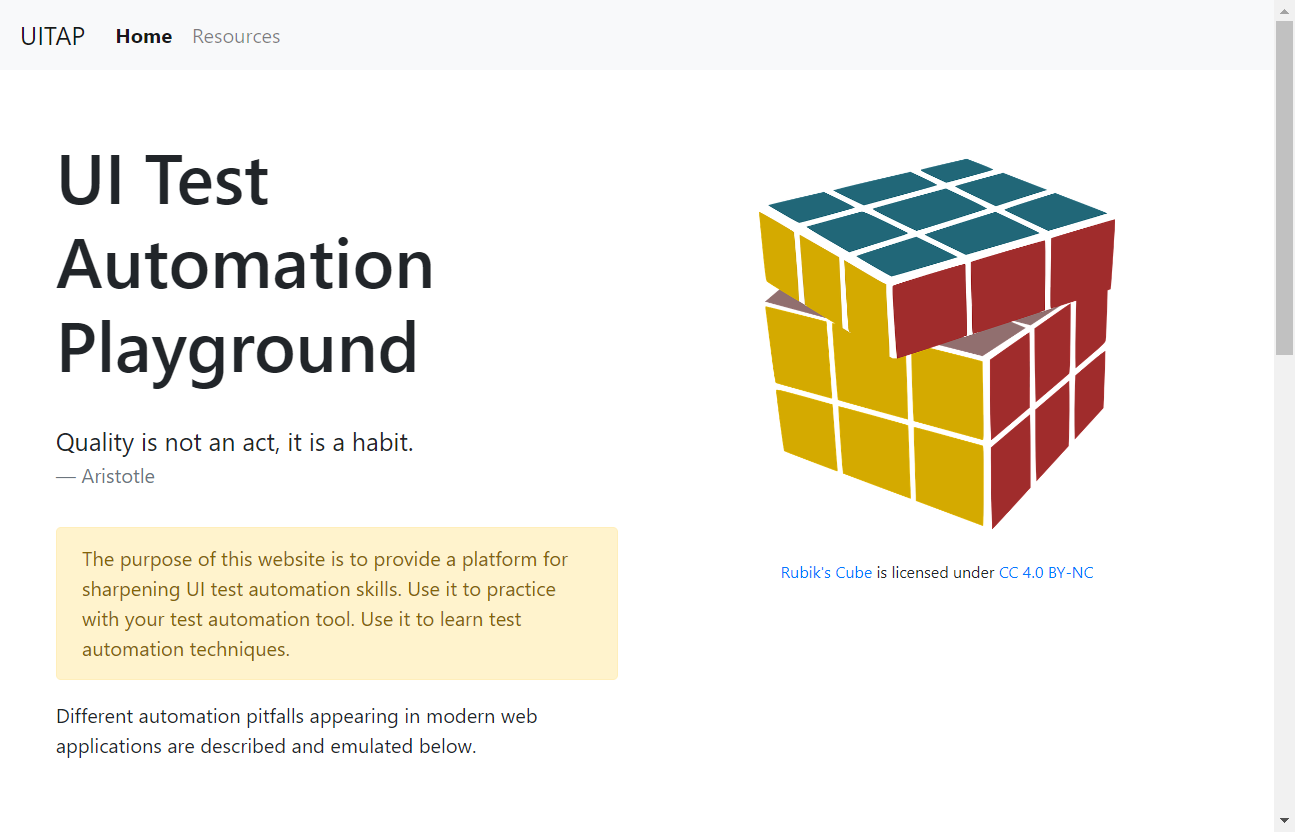 UITAP Home Resources
UI Test
Automation
Playground
Quality is not an act, it is a habit.
— Aristotle
The purpose of this website is to provide a platform for
sharpening UI test automation skills. Use it to practice
with your test automation tool. Use it to learn test
automation techniques.
Different automation pitfalls appearing in modern web
applications are described and emulated below.
Rubik's Cube is licensed under CC 4.0 BY-NC